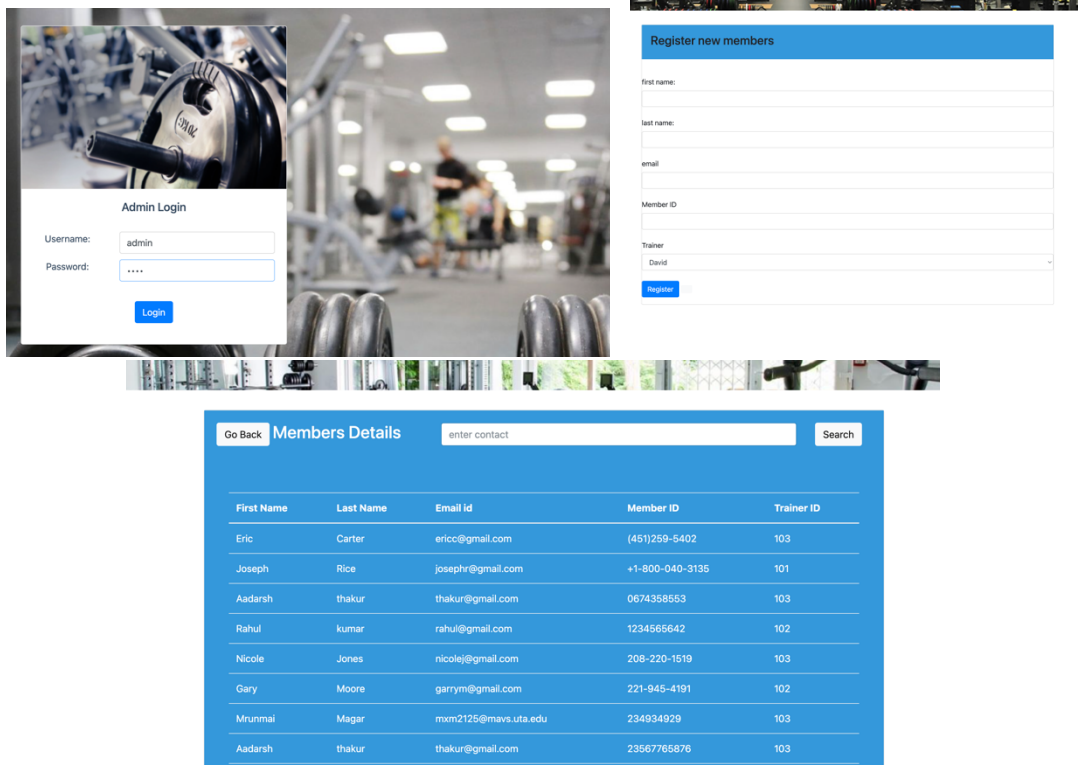 20KG
Admin Login
Username:
admin
Password:
••••
Login
Register new members
first name:
last name:
email
Member ID
Trainer
David
Register
Go Back Members Details enter contact Search
First Name Last Name Email id Member ID Trainer ID
Eric Carter ericc@gmail.com (451)259-5402 103
Joseph Rice josephr@gmail.com +1-800-040-3135 101
Aadarsh thakur thakur@gmail.com 0674358553 103
Rahul kumar rahul@gmail.com 1234565642 102
Nicole Jones nicolej@gmail.com 208-220-1519 103
Gary Moore garrym@gmail.com 221-945-4191 102
Mrunmai Magar mxm2125@mavs.uta.edu 234934929 103
Aadarsh thakur thakur@gmail.com 23567765876 103